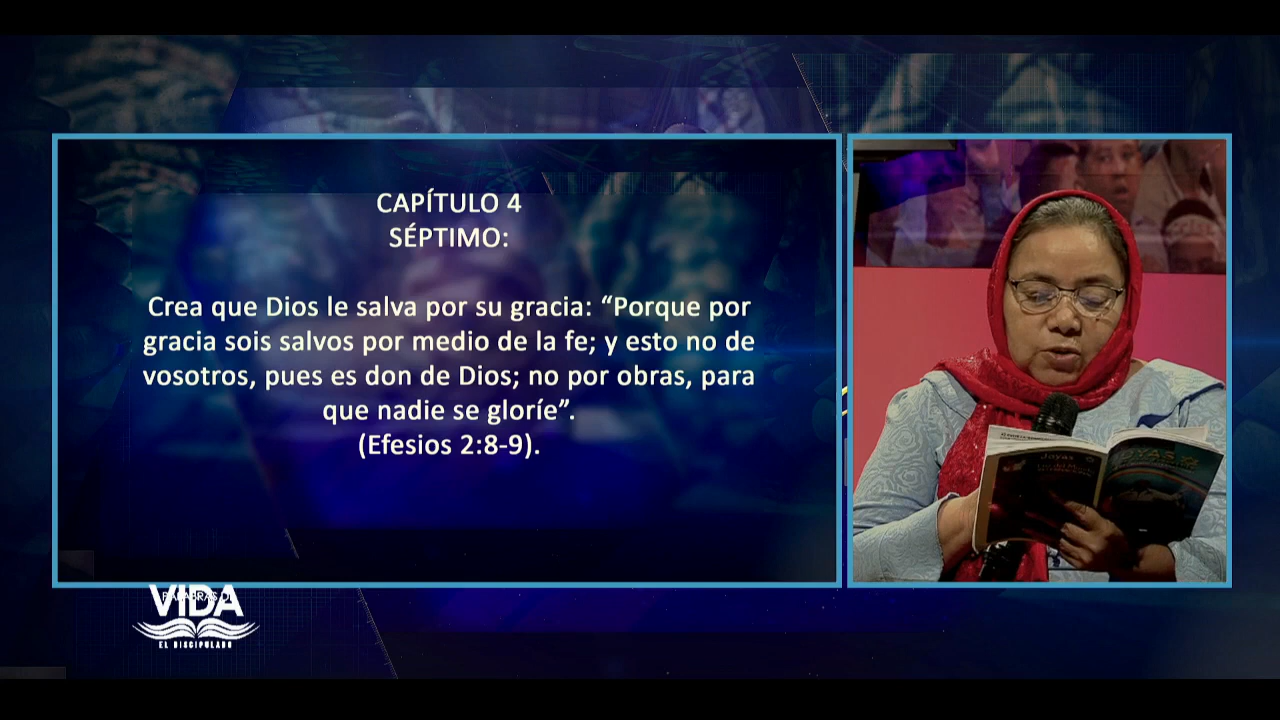 CAPÍTULO 4
SÉPTIMO:
Crea que Dios le salva por su gracia: “Porque por
gracia sois salvos por medio de la fe; y esto no de
vosotros, pues es don de Dios; no por obras, para
que nadie se gloríe”.
(Efesios 2:8-9).
Joyas
PALABRAS DE
VIDA
EL DISCIPULADO